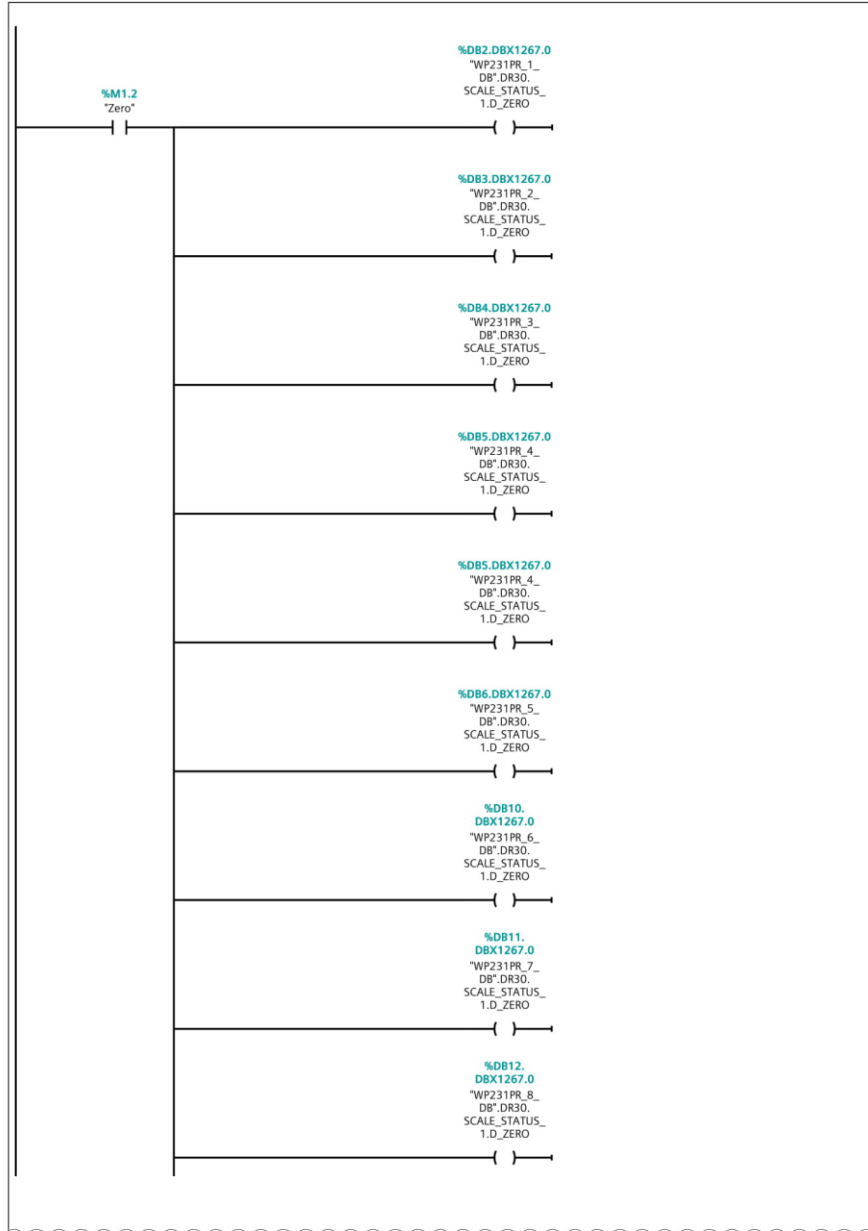 %DB2.DBX1267.0
"WP231PR_1_
DB".DR30.
SCALE_STATUS_
1.D_ZERO
%M1.2
"Zero"
%DB3.DBX1267.0
"WP231PR_2_
DB".DR30.
SCALE_STATUS_
1.D_ZERO
%DB4.DBX1267.0
"WP231PR_3_
DB".DR30.
SCALE_STATUS_
1.D_ZERO
%DB5.DBX1267.0
"WP231PR_4_
DB".DR30.
SCALE_STATUS_
1.D_ZERO
%DB5.DBX1267.0
"WP231PR_4_
DB".DR30.
SCALE_STATUS_
1.D_ZERO
%DB6.DBX1267.0
"WP231PR_5_
DB".DR30.
SCALE_STATUS_
1.D_ZERO
%DB10.
DBX1267.0
"WP231PR_6_
DB".DR30.
SCALE_STATUS_
1.D_ZERO
%DB11.
DBX1267.0
"WP231PR_7_
DB".DR30.
SCALE_STATUS_
1.D_ZERO
%DB12.
DBX1267.0
"WP231PR_8_
DB".DR30.
SCALE_STATUS_
1.D_ZERO